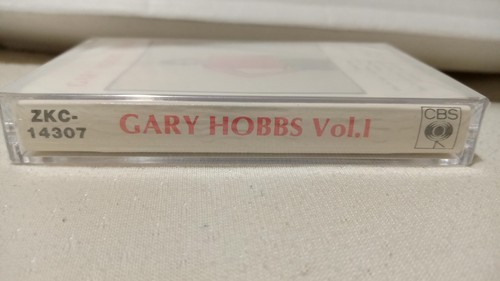 ZKC-
14307
GARY HOBBS Vol.I
CBS